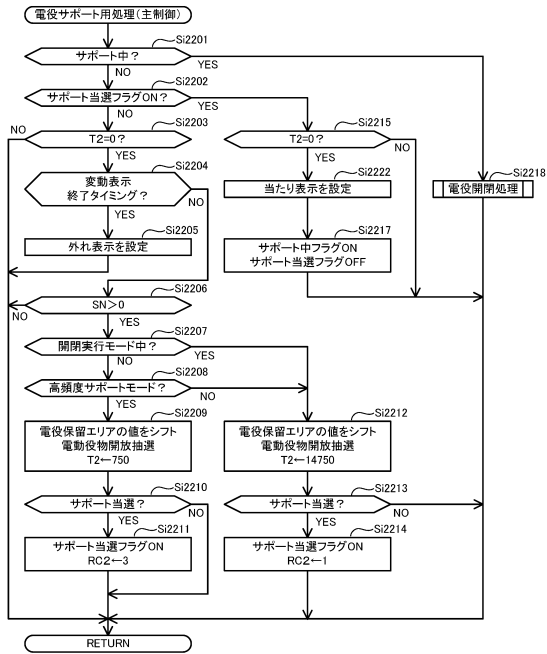 電役サポート用処理(主制御)
Si2201
サポート中?
YES
NO
Si2202
サポート当選フラグON?
YES
NO
Si2203
T2=0?
NO
YES
Si2215
T2=0?
NO
YES
Si2204
変動表示
終了タイミング?
NO
YES
Si2222
当たり表示を設定
Si2218
電役開閉処理
Si2205
外れ表示を設定
Si2217
サポート中フラグON
サポート当選フラグOFF
Si2206
SN>0
NO
YES
Si2207
開閉実行モード中?
YES
NO
Si2208
高頻度サポートモード?
NO
YES
Si2209
電役保留エリアの値をシフト
電動役物開放抽選
T2←750
Si2212
電役保留エリアの値をシフト
電動役物開放抽選
T2←14750
Si2210
サポート当選?
NO
YES
Si2213
サポート当選?
NO
YES
Si2211
サポート当選フラグON
RC2←3
Si2214
サポート当選フラグON
RC2←1
RETURN